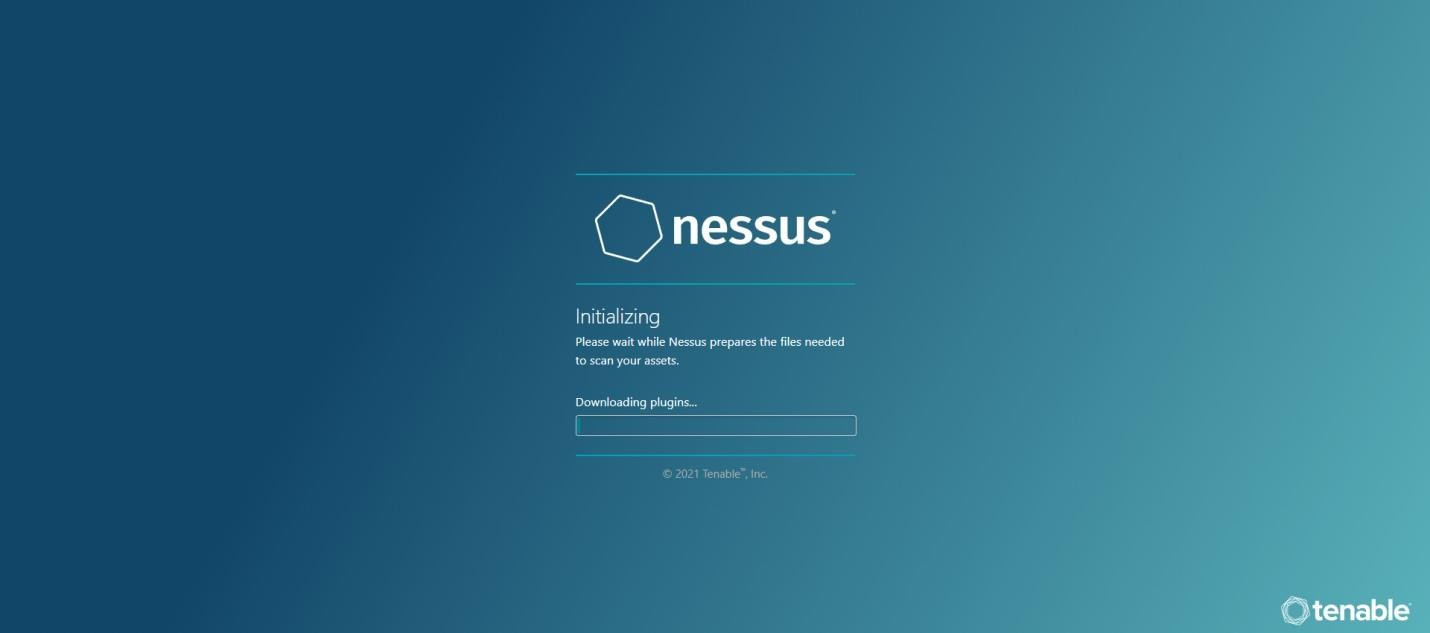 nessus®
Initializing
Please wait while Nessus prepares the files needed
to scan your assets.
Downloading plugins...
© 2021 Tenable™, Inc.
tenable®